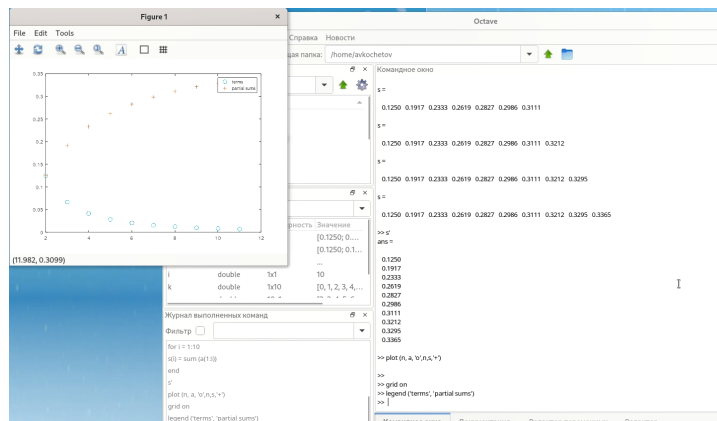 Figure 1
×
Octave
File Edit Tools
Справка Новости
щая папка: /home/avkochetov
Командное окно
terms
partial sums
0.35
0.3
0.25
0.2
0.15
0.1
0.05
2 4 6 8 10 12
(11.982, 0.3099)
s =
0.1250 0.1917 0.2333 0.2619 0.2827 0.2986 0.3111
s =
0.1250 0.1917 0.2333 0.2619 0.2827 0.2986 0.3111 0.3212
s =
0.1250 0.1917 0.2333 0.2619 0.2827 0.2986 0.3111 0.3212 0.3295
s =
0.1250 0.1917 0.2333 0.2619 0.2827 0.2986 0.3111 0.3212 0.3295 0.3365
>> s'
ans =
0.1250
0.1917
0.2333
0.2619
0.2827
0.2986
0.3111
0.3212
0.3295
0.3365
>> plot (n, a, 'o',n,s,'+')
>>
>> grid on
>> legend ('terms', 'partial sums')
>>
рность Значение
[0.1250; 0....
[0.1250; 0.1...
...
i double 1x1 10
k double 1x10 [0, 1, 2, 3, 4,...
Журнал выполненных команд
Фильтр
for i = 1:10
s(i) = sum (a(1:i))
end
s'
plot (n, a, 'o',n,s,'+')
grid on
legend ('terms', 'partial sums')